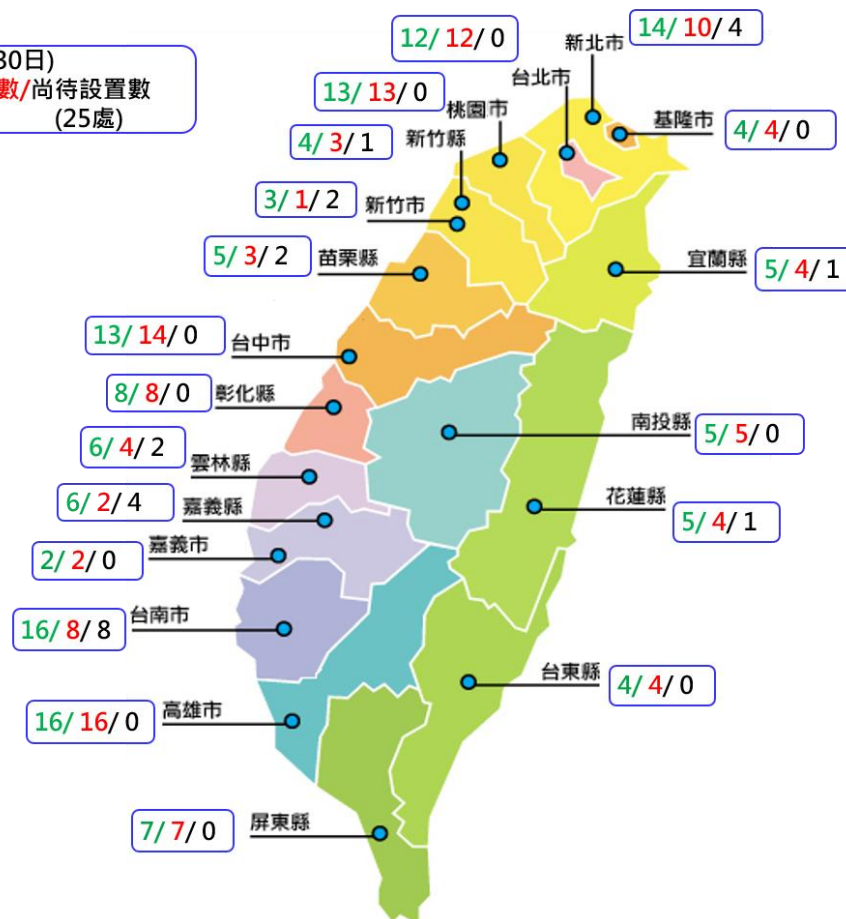 30日)
數/尚待設置數
(25處)
12/ 12/ 0
新北市
14/ 10/ 4
台北市
13/ 13/ 0
桃園市
基隆市
4/ 4/ 0
4/ 3/ 1
新竹縣
3/ 1/ 2
新竹市
5/ 3/ 2
苗栗縣
宜蘭縣
5/ 4/ 1
13/ 14/ 0
台中市
8/ 8/ 0
彰化縣
南投縣
5/ 5/ 0
6/ 4/ 2
雲林縣
6/ 2/ 4
嘉義縣
花蓮縣
5/ 4/ 1
2/ 2/ 0
嘉義市
16/ 8/ 8
台南市
台東縣
4/ 4/ 0
16/ 16/ 0
高雄市
7/ 7/ 0
屏東縣